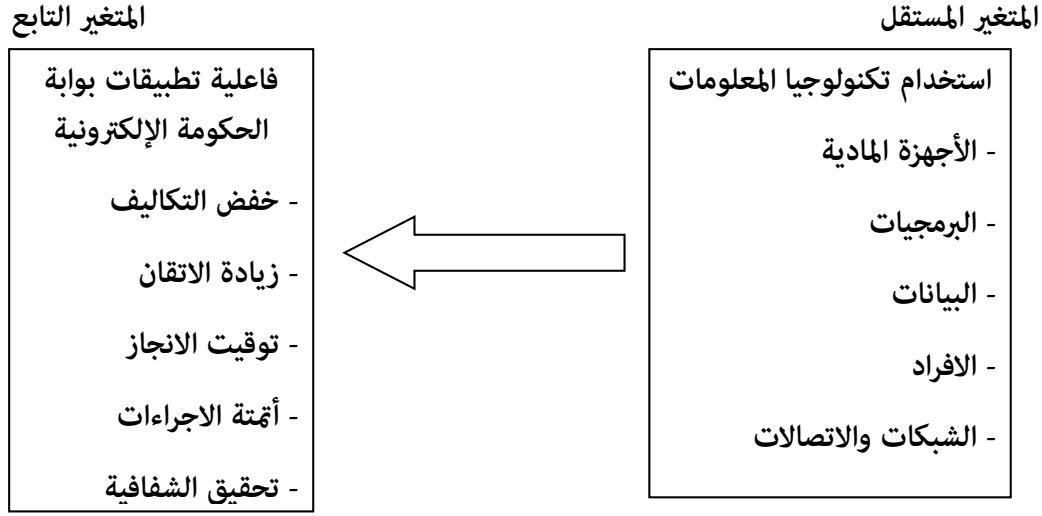 المتغير المستقل
استخدام تكنولوجيا المعلومات
- الأجهزة المادية
- البرمجيات
- البيانات
- الافراد
- الشبكات والاتصالات
المتغير التابع
فاعلية تطبيقات بوابة
الحكومة الإلكترونية
- خفض التكاليف
- زيادة الاتقان
- توقيت الانجاز
- أتمتة الاجراءات
- تحقيق الشفافية